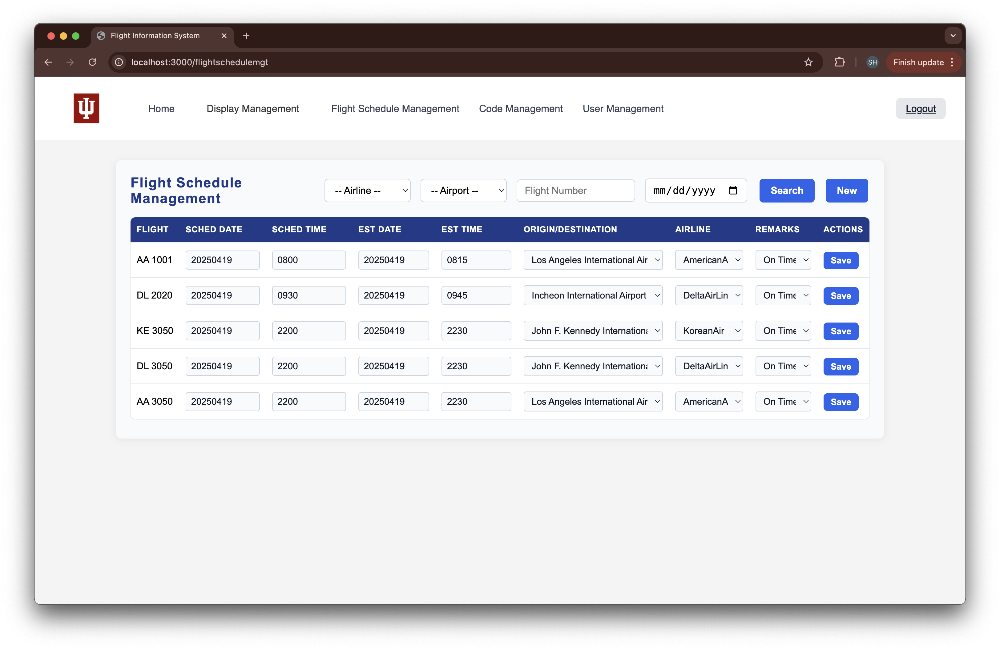 Flight Information System
localhost:3000/flightschedulemgt
SH
Finish update
Home Display Management Flight Schedule Management Code Management User Management Logout
Flight Schedule
Management
-- Airline -- -- Airport -- Flight Number mm/dd/yyyy Search New
FLIGHT SCHED DATE SCHED TIME EST DATE EST TIME ORIGIN/DESTINATION AIRLINE REMARKS ACTIONS
AA 1001 20250419 0800 20250419 0815 Los Angeles International Air AmericanA On Time Save
DL 2020 20250419 0930 20250419 0945 Incheon International Airport DeltaAirLin On Time Save
KE 3050 20250419 2200 20250419 2230 John F. Kennedy Internationa KoreanAir On Time Save
DL 3050 20250419 2200 20250419 2230 John F. Kennedy Internationa DeltaAirLin On Time Save
AA 3050 20250419 2200 20250419 2230 Los Angeles International Air AmericanA On Time Save